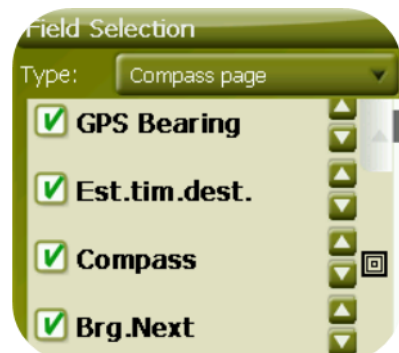 Field Selection
Type: Compass page
GPS Bearing
Est.tim.dest.
Compass
Brg.Next